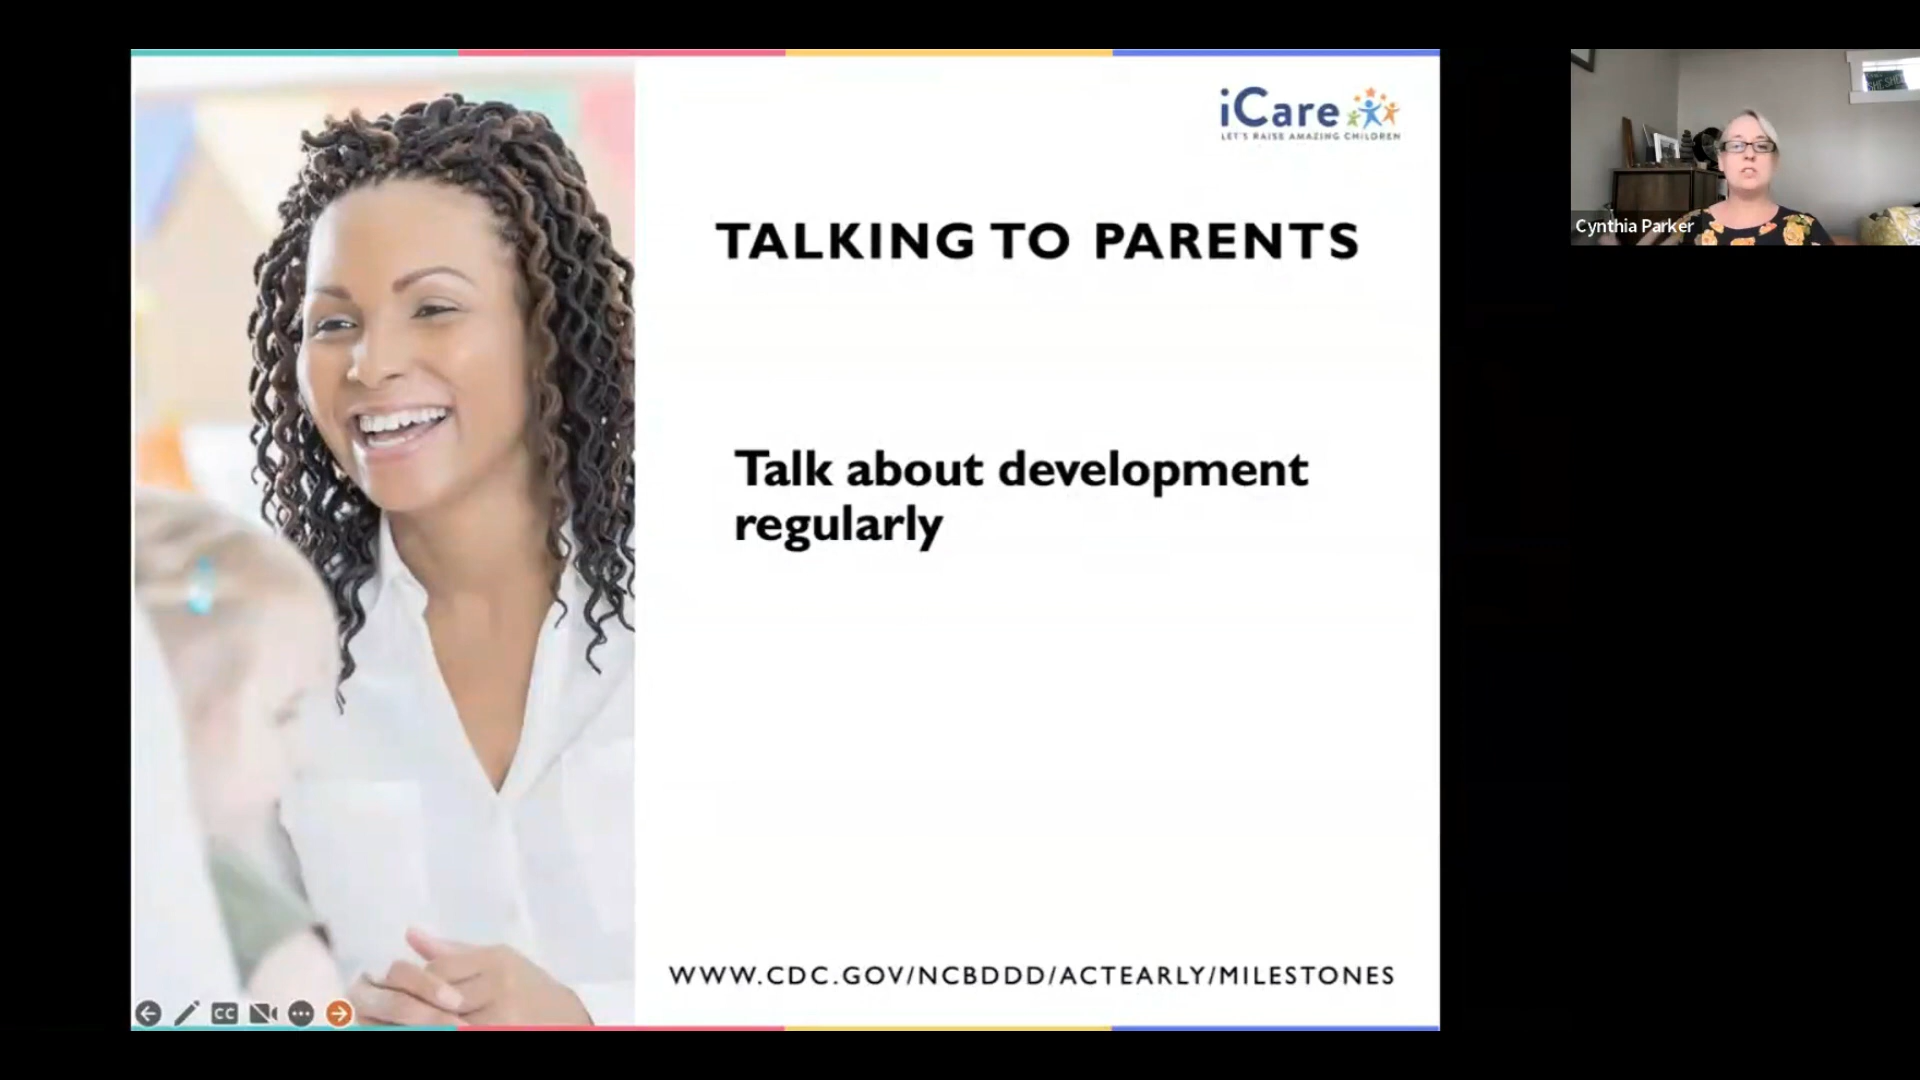 iCare
LET'S RAISE AMAZING CHILDREN
TALKING TO PARENTS
Talk about development
regularly
WWW.CDC.GOV/NCBDDD/ACTEARLY/MILESTONES
CC
Cynthia Parker